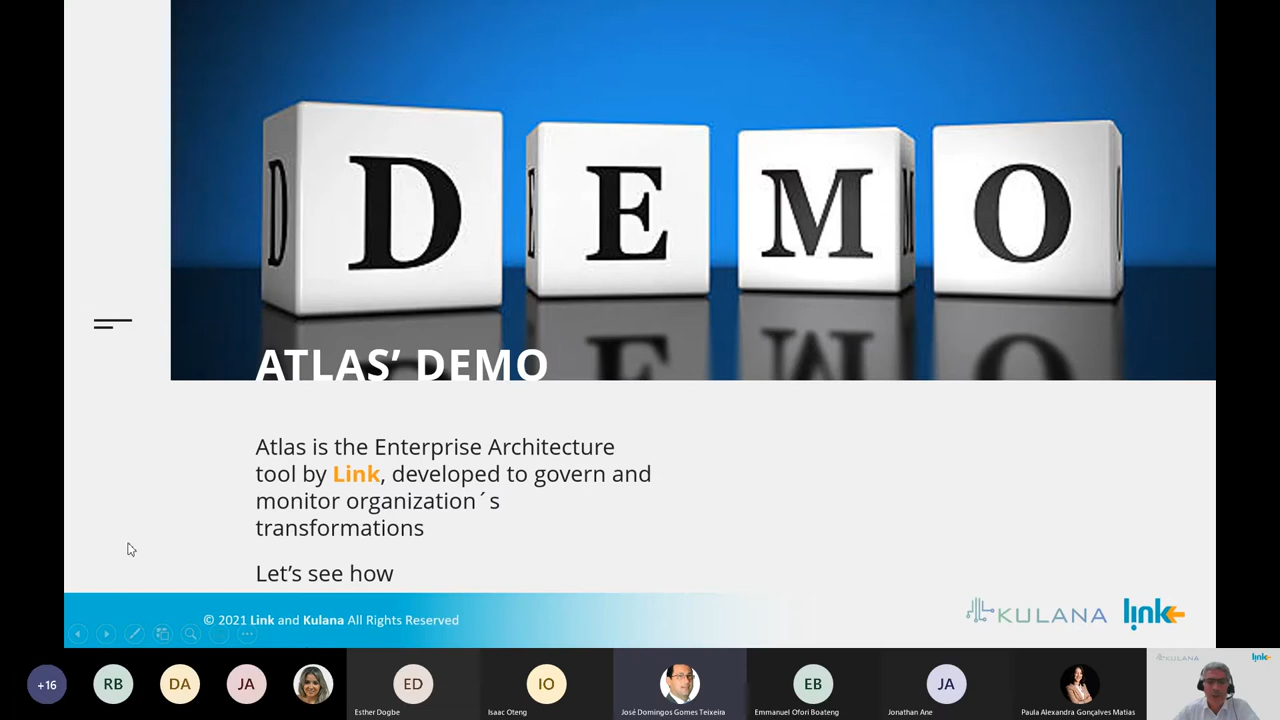 D D E E M M O
ATLAS’ DEMO
Atlas is the Enterprise Architecture
tool by Link, developed to govern and
monitor organization´s
transformations
Let’s see how
© 2021 Link and Kulana All Rights Reserved
KULANA link
+16 RB DA JA ED IO EB JA
Esther Dogbe Isaac Oteng José Domingos Gomes Teixeira Emmanuel Ofori Boateng Jonathan Ane Paula Alexandra Gonçalves Matias
KULANA link